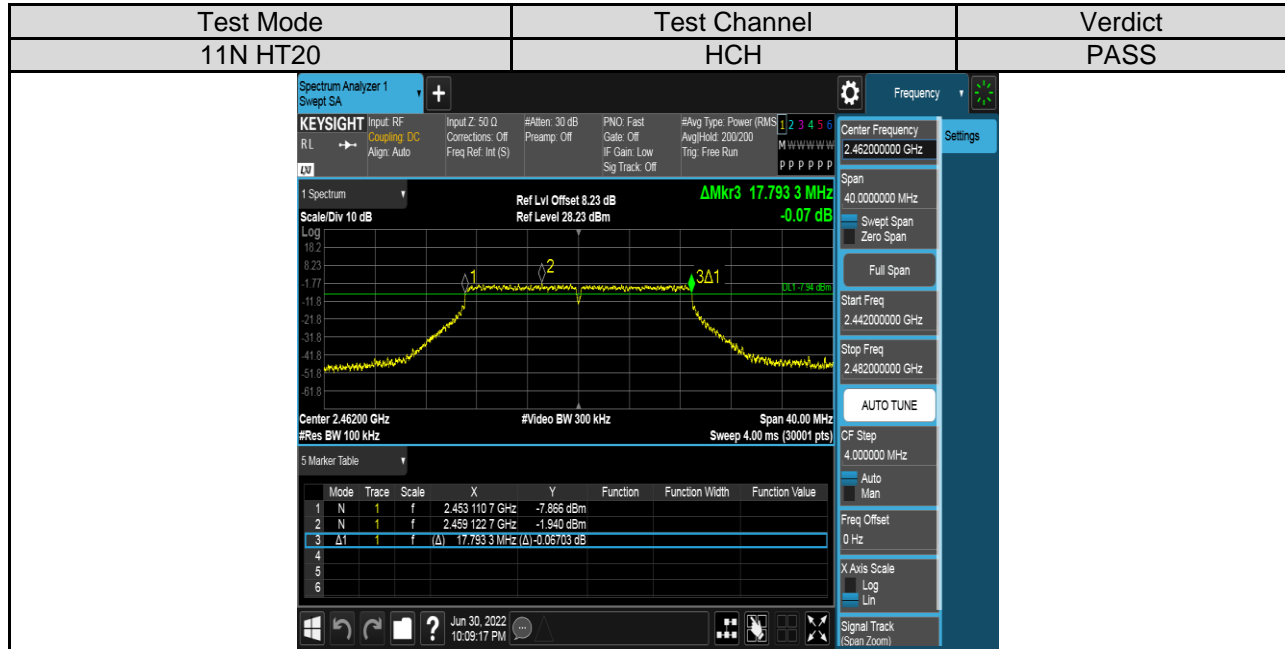 Test Mode Test Channel Verdict
11N HT20 HCH PASS
Spectrum Analyzer 1
Swept SA
Frequency
Settings
KEYSIGHT Input: RF Input Z: 50 Ω #Atten: 30 dB PNO: Fast #Avg Type: Power (RMS 1 2 3 4 5 6
RL Coupling: DC Corrections: Off Preamp: Off Gate: Off Avg|Hold: 200/200 M W W W W W
Align: Auto Freq Ref: Int (S) IF Gain: Low Trig: Free Run
LXI Sig Track: Off P P P P P P
1 Spectrum
Ref Lvl Offset 8.23 dB ΔMkr3 17.793 3 MHz
Scale/Div 10 dB Ref Level 28.23 dBm -0.07 dB
Log
18.2
8.23
-1.77
-11.8
-21.8
-31.8
-41.8
-51.8
-61.8
1 2 3Δ1
DL1 -7.94 dBm
Center 2.46200 GHz #Video BW 300 kHz Span 40.00 MHz
#Res BW 100 kHz Sweep 4.00 ms (30001 pts)
5 Marker Table
Mode Trace Scale X Y Function Function Width Function Value
1 N 1 f 2.453 110 7 GHz -7.866 dBm
2 N 1 f 2.459 122 7 GHz -1.940 dBm
3 Δ1 1 f (Δ) 17.793 3 MHz (Δ) -0.06703 dB
4
5
6
Jun 30, 2022
10:09:17 PM
Center Frequency
2.462000000 GHz
Span
40.0000000 MHz
Swept Span
Zero Span
Full Span
Start Freq
2.442000000 GHz
Stop Freq
2.482000000 GHz
AUTO TUNE
CF Step
4.000000 MHz
Auto
Man
Freq Offset
0 Hz
X Axis Scale
Log
Lin
Signal Track
(Span Zoom)